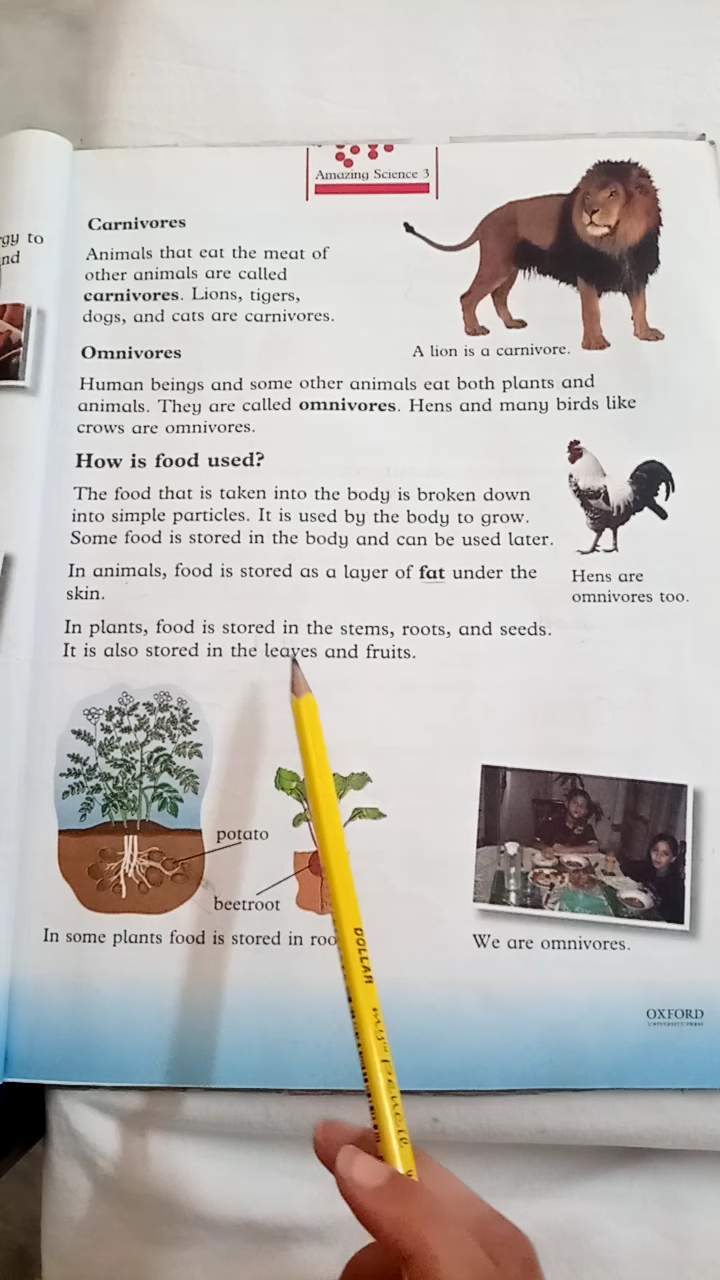 Amazing Science 3
gy to
nd
Carnivores
Animals that eat the meat of
other animals are called
carnivores. Lions, tigers,
dogs, and cats are carnivores.
A lion is a carnivore.
Omnivores
Human beings and some other animals eat both plants and
animals. They are called omnivores. Hens and many birds like
crows are omnivores.
How is food used?
The food that is taken into the body is broken down
into simple particles. It is used by the body to grow.
Some food is stored in the body and can be used later.
In animals, food is stored as a layer of fat under the
skin.
Hens are
omnivores too.
In plants, food is stored in the stems, roots, and seeds.
It is also stored in the leaves and fruits.
potato
beetroot
In some plants food is stored in roo
We are omnivores.
OXFORD
UNIVERSITY PRESS
DOLLAR my Pencil